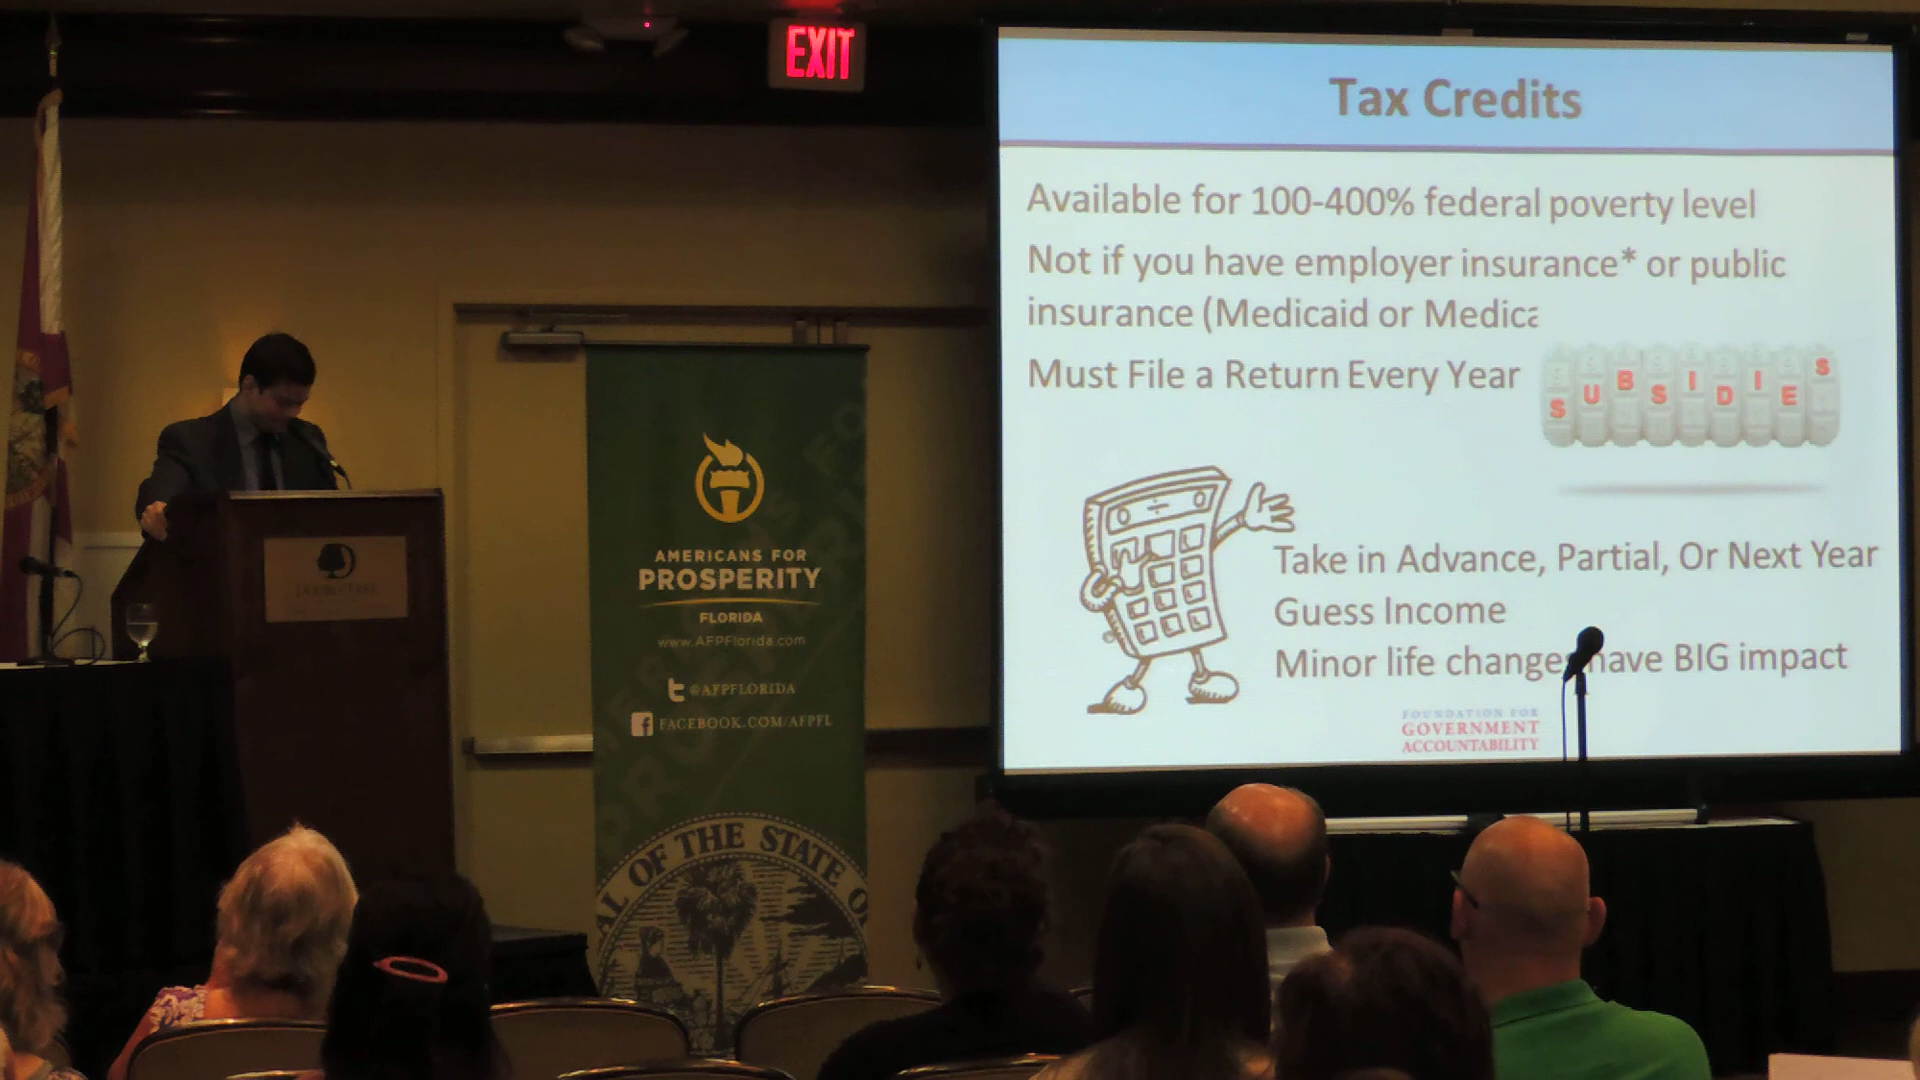 EXIT
Tax Credits
Available for 100-400% federal poverty level
Not if you have employer insurance* or public
insurance (Medicaid or Medica
Must File a Return Every Year
SUBSIDIES
Take in Advance, Partial, Or Next Year
Guess Income
Minor life changes have BIG impact
FOUNDATION FOR
GOVERNMENT
ACCOUNTABILITY
AMERICANS FOR
PROSPERITY
FLORIDA
www.AFPFlorida.com
@AFPFLORIDA
FACEBOOK.COM/AFPFL
OF THE STATE